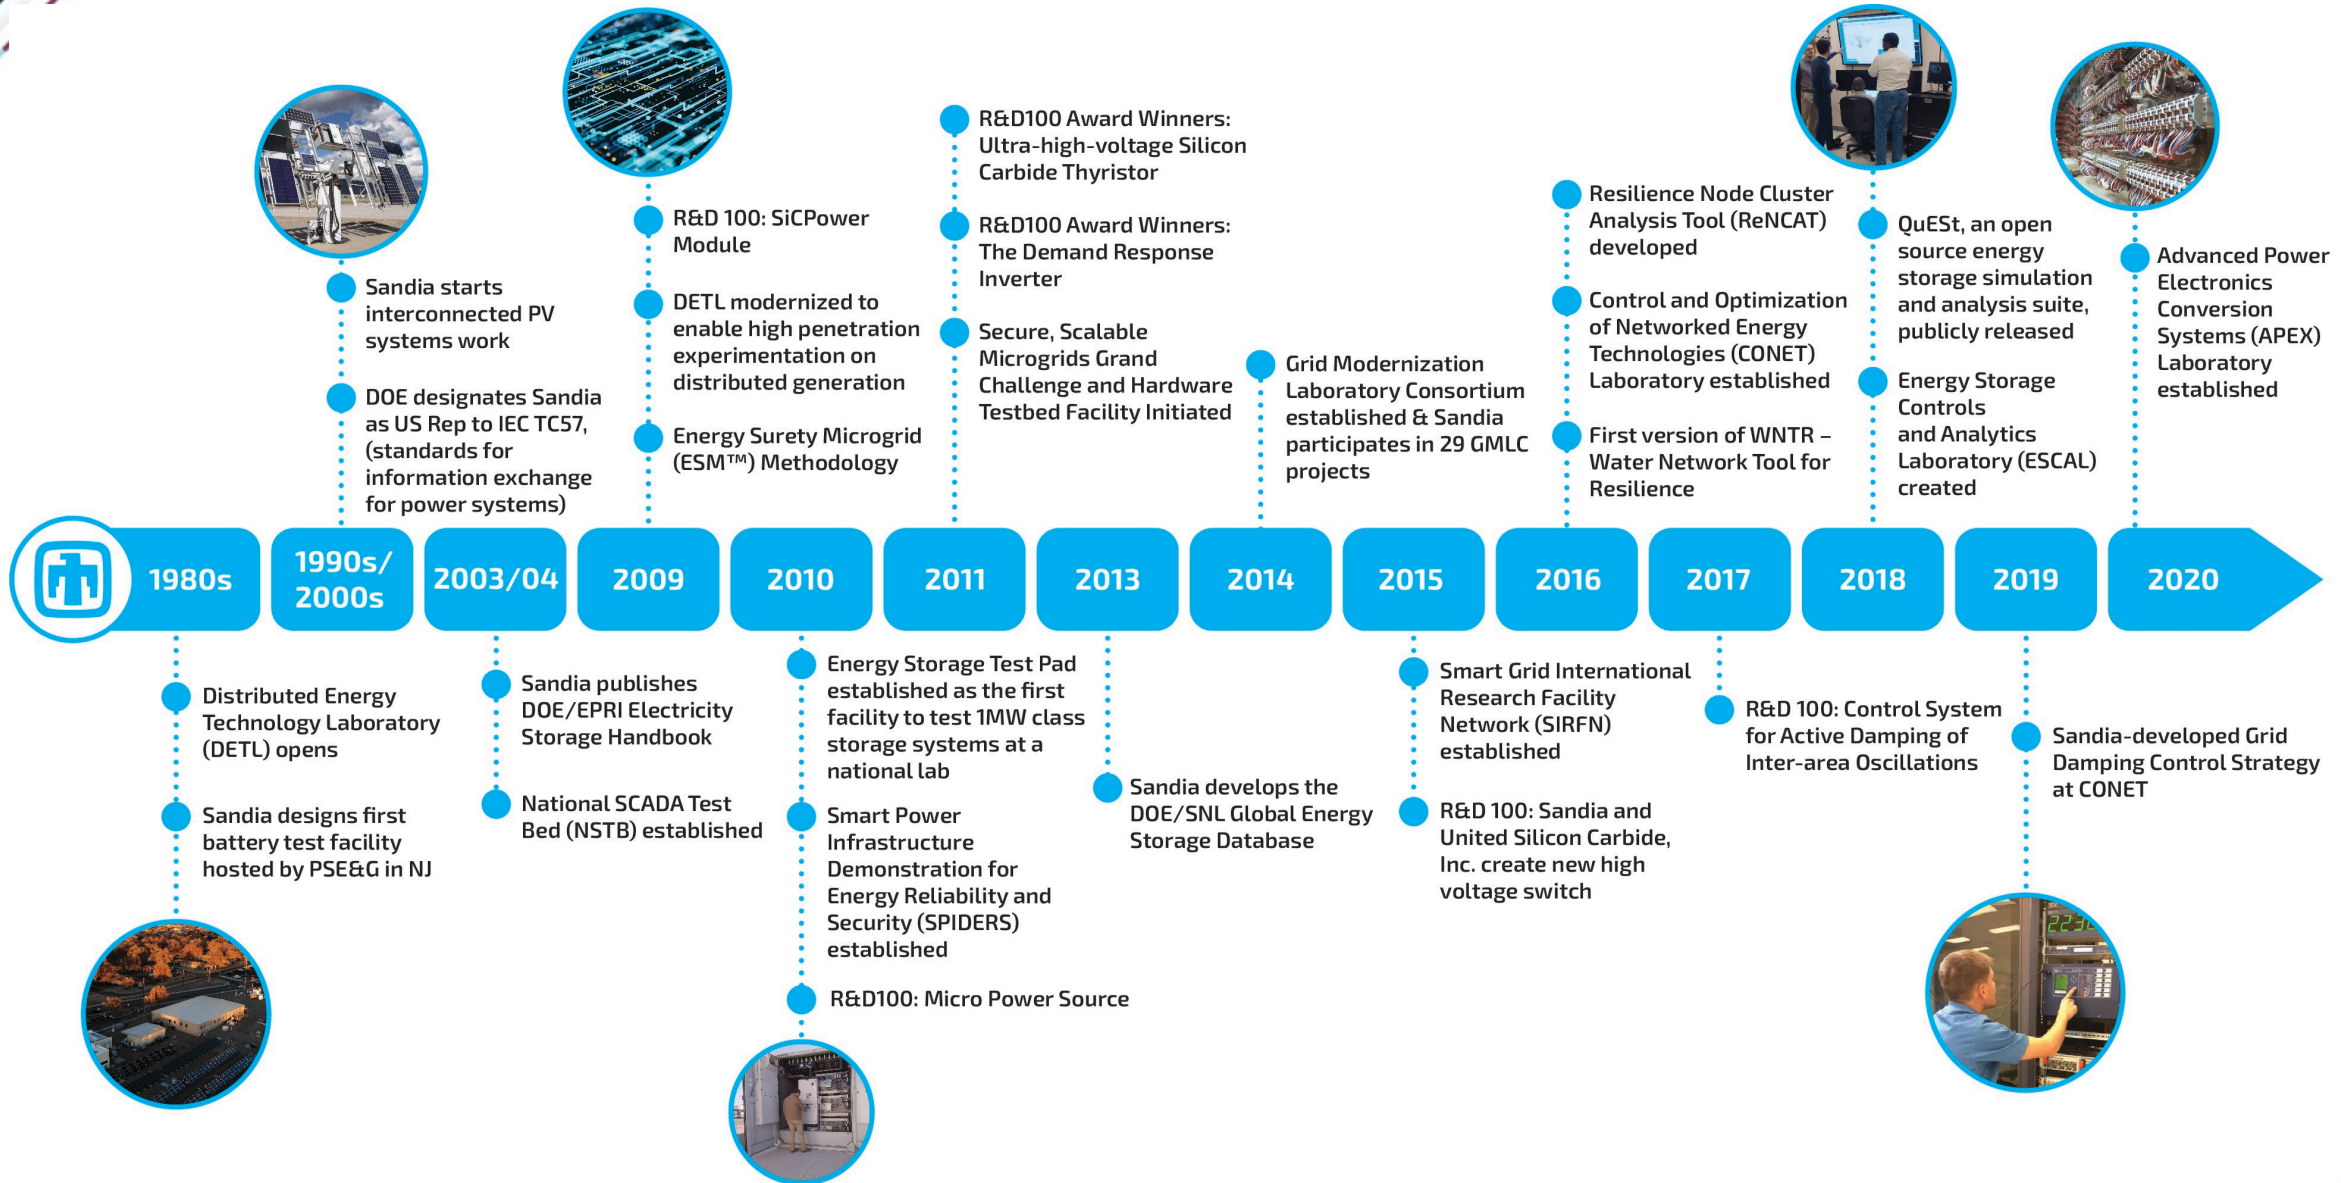 R&D 100: SiCPower
Module
DETL modernized to
enable high penetration
experimentation on
distributed generation
Energy Surety Microgrid
(ESM™) Methodology
R&D100 Award Winners:
Ultra-high-voltage Silicon
Carbide Thyristor
R&D100 Award Winners:
The Demand Response
Inverter
Secure, Scalable
Microgrids Grand
Challenge and Hardware
Testbed Facility Initiated
Sandia starts
interconnected PV
systems work
DOE designates Sandia
as US Rep to IEC TC57,
(standards for
information exchange
for power systems)
Grid Modernization
Laboratory Consortium
established & Sandia
participates in 29 GMLC
projects
Resilience Node Cluster
Analysis Tool (ReNCAT)
developed
Control and Optimization
of Networked Energy
Technologies (CONET)
Laboratory established
First version of WNTR –
Water Network Tool for
Resilience
QuESt, an open
source energy
storage simulation
and analysis suite,
publicly released
Energy Storage
Controls
and Analytics
Laboratory (ESCAL)
created
Advanced Power
Electronics
Conversion
Systems (APEX)
Laboratory
established
1980s
1990s/
2000s
2003/04
2009
2010
2011
2013
2014
2015
2016
2017
2018
2019
2020
Distributed Energy
Technology Laboratory
(DETL) opens
Sandia designs first
battery test facility
hosted by PSE&G in NJ
Sandia publishes
DOE/EPRI Electricity
Storage Handbook
National SCADA Test
Bed (NSTB) established
Energy Storage Test Pad
established as the first
facility to test 1MW class
storage systems at a
national lab
Smart Power
Infrastructure
Demonstration for
Energy Reliability and
Security (SPIDERS)
established
R&D100: Micro Power Source
Sandia develops the
DOE/SNL Global Energy
Storage Database
Smart Grid International
Research Facility
Network (SIRFN)
established
R&D 100: Sandia and
United Silicon Carbide,
Inc. create new high
voltage switch
R&D 100: Control System
for Active Damping of
Inter-area Oscillations
Sandia-developed Grid
Damping Control Strategy
at CONET